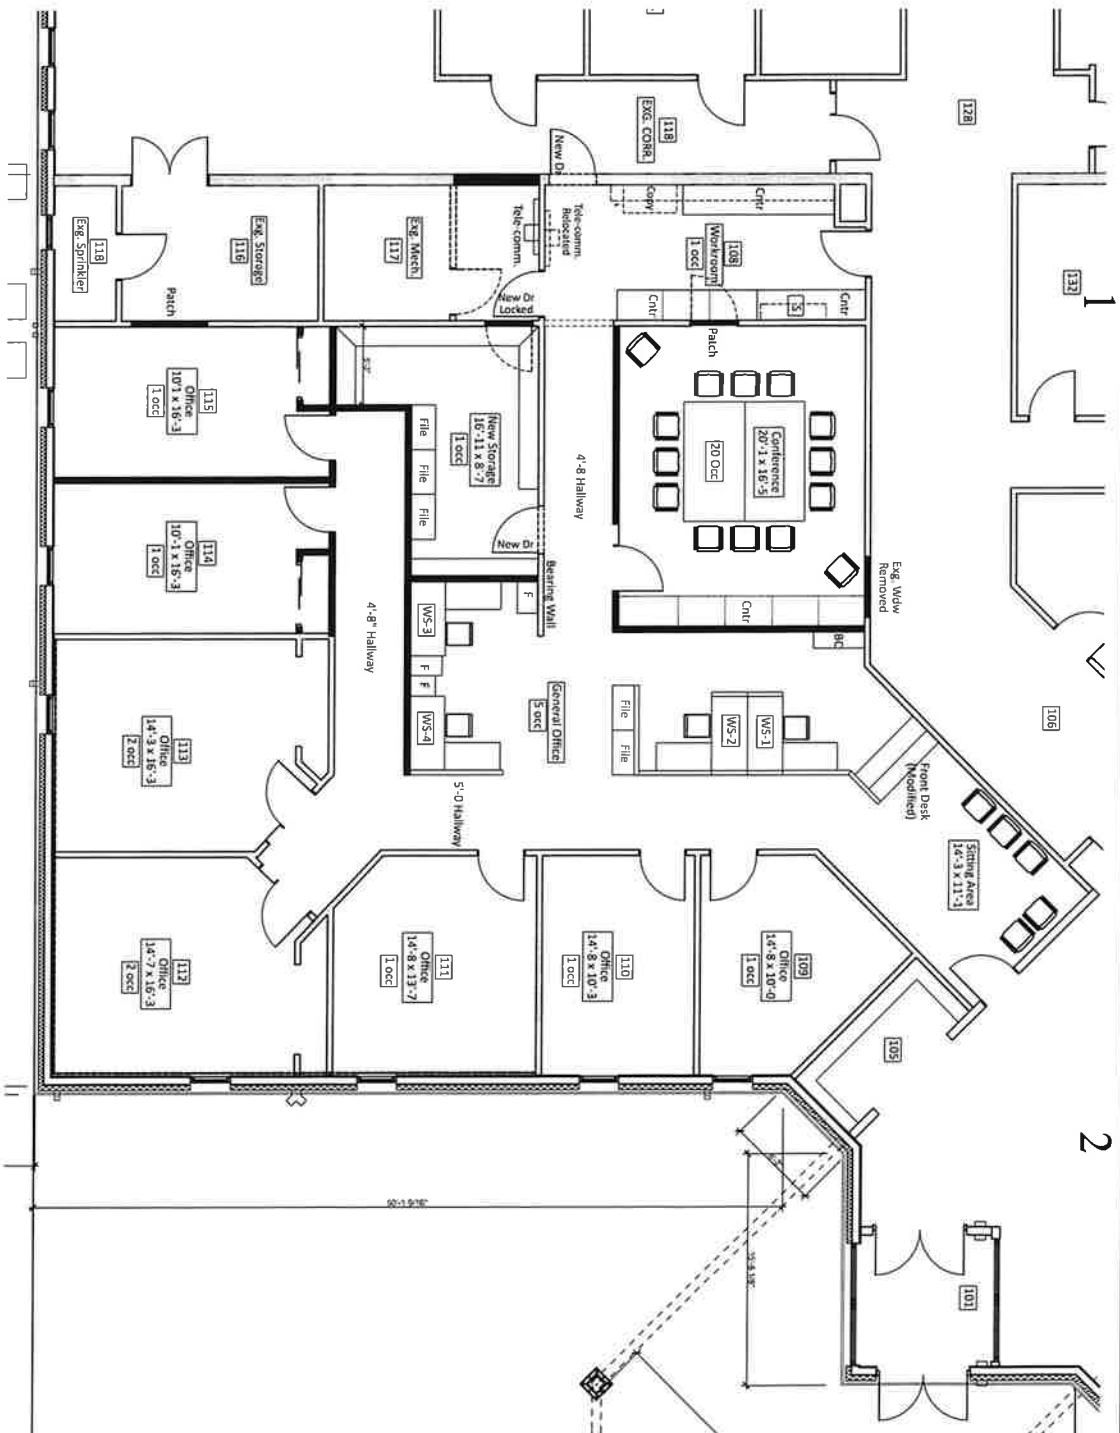 128
118
EXG. CORR.
New Dr
132
1
118
Exg. Sprinkler
116
Exg. Storage
117
Exg. Mech.
Tele-comm.
Tele-comm.
Relocated
Copy
Cntr
108
Workroom
1 occ
New Dr
Locked
Cntr
S
Cntr
Patch
Patch
115
Office
10'1 x 16'-3
1 occ
114
Office
10'-1 x 16'-3
1 occ
File
File
File
New Storage
16'-11 x 8'-7
1 occ
New Dr
4'-8 Hallway
Conference
20'-1 x 16'-5
20 Occ
Cntr
Exg. Wdw
Removed
Bearing Wall
BC
4'-8" Hallway
WS-3
F
F
F
WS-4
General Office
5 occ
File
File
WS-2
WS-1
106
Front Desk
(Modified)
Sitting Area
14'-3 x 11'-1
5'-0 Hallway
113
Office
14'-3 x 16'-3
2 occ
112
Office
14'-7 x 16'-3
2 occ
111
Office
14'-8 x 13'-7
1 occ
110
Office
14'-8 x 10'-3
1 occ
109
Office
14'-8 x 10'-0
1 occ
105
2
101